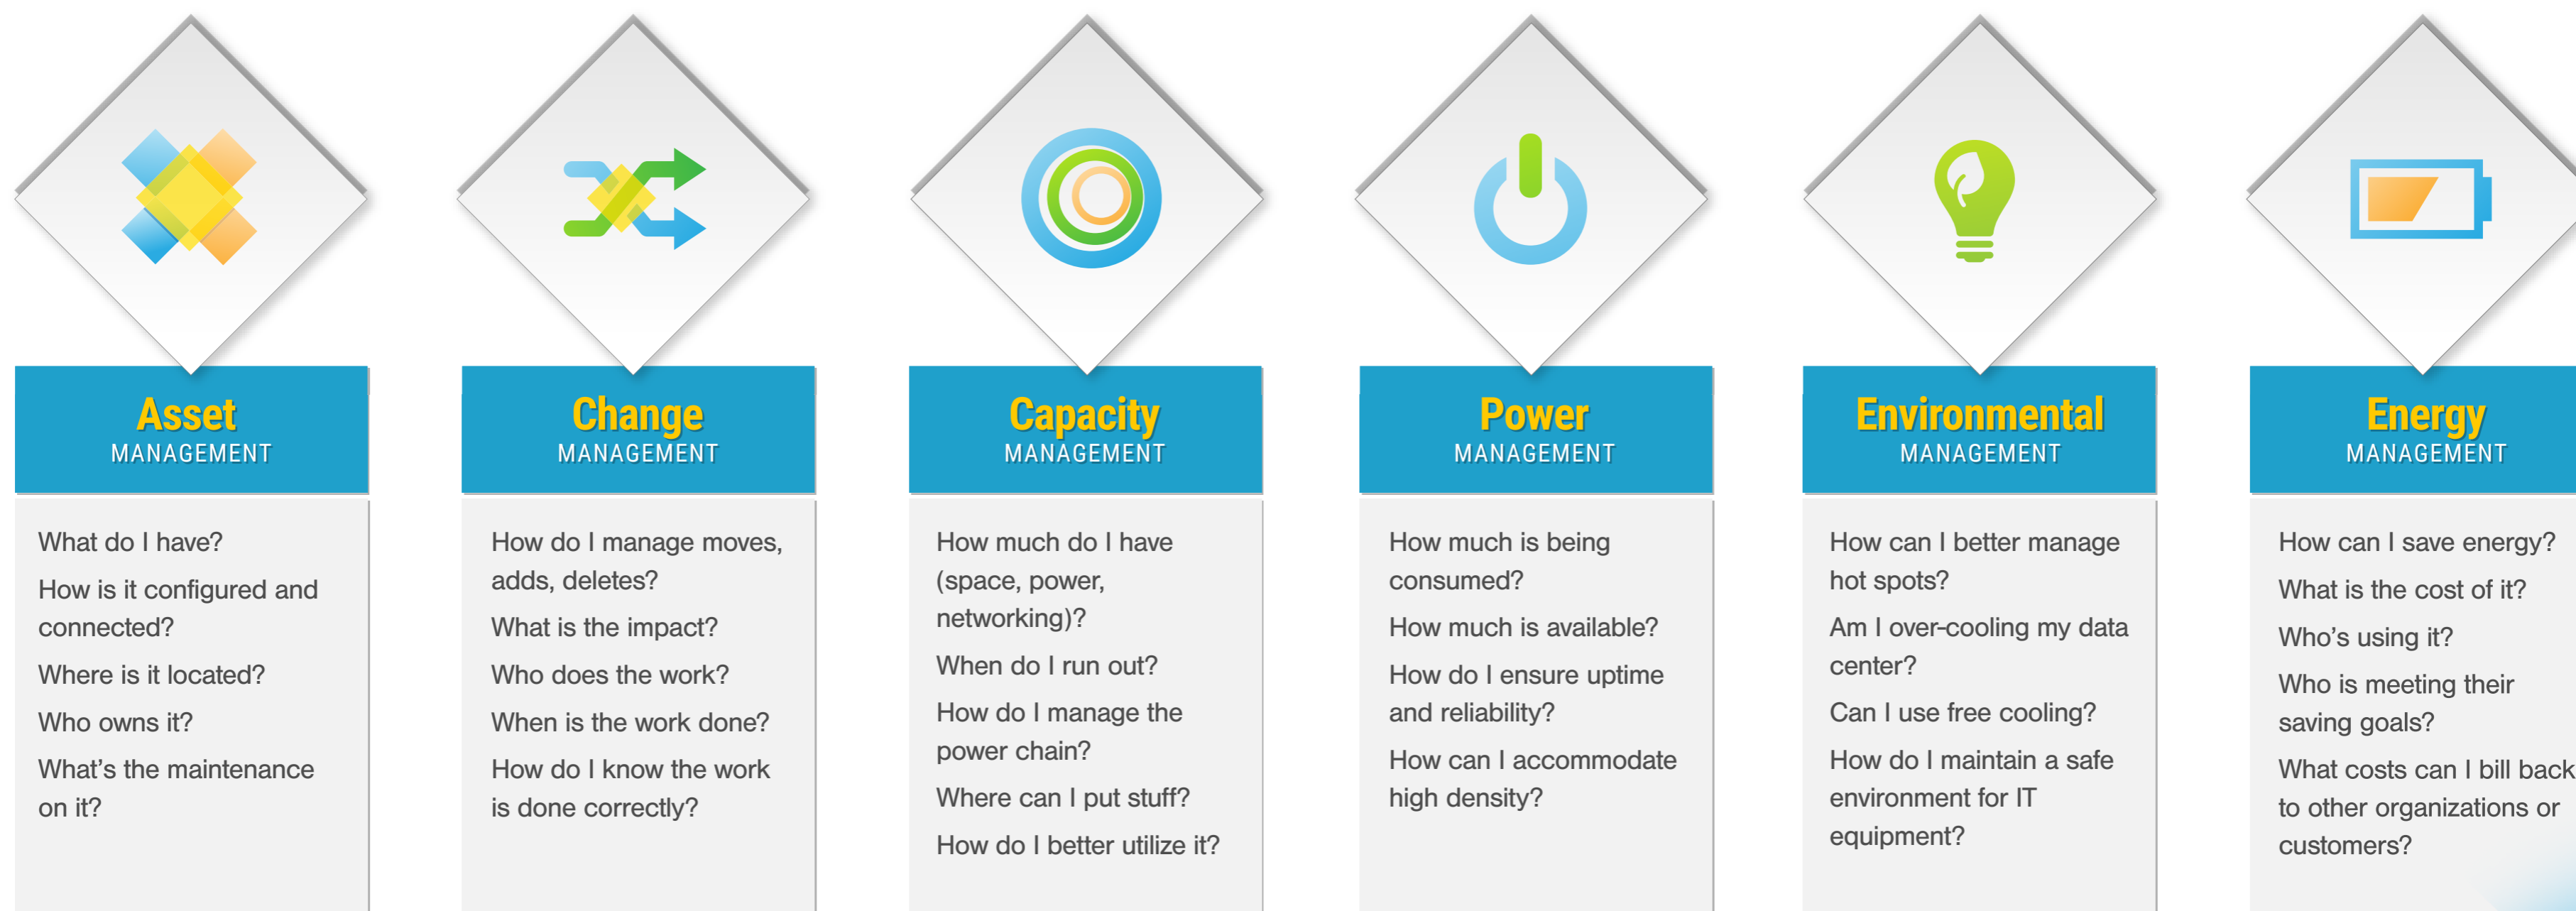 Asset
MANAGEMENT
What do I have?
How is it configured and
connected?
Where is it located?
Who owns it?
What's the maintenance
on it?
Change
MANAGEMENT
How do I manage moves,
adds, deletes?
What is the impact?
Who does the work?
When is the work done?
How do I know the work
is done correctly?
Capacity
MANAGEMENT
How much do I have
(space, power,
networking)?
When do I run out?
How do I manage the
power chain?
Where can I put stuff?
How do I better utilize it?
Power
MANAGEMENT
How much is being
consumed?
How much is available?
How do I ensure uptime
and reliability?
How can I accommodate
high density?
Environmental
MANAGEMENT
How can I better manage
hot spots?
Am I over-cooling my data
center?
Can I use free cooling?
How do I maintain a safe
environment for IT
equipment?
Energy
MANAGEMENT
How can I save energy?
What is the cost of it?
Who's using it?
Who is meeting their
saving goals?
What costs can I bill back
to other organizations or
customers?